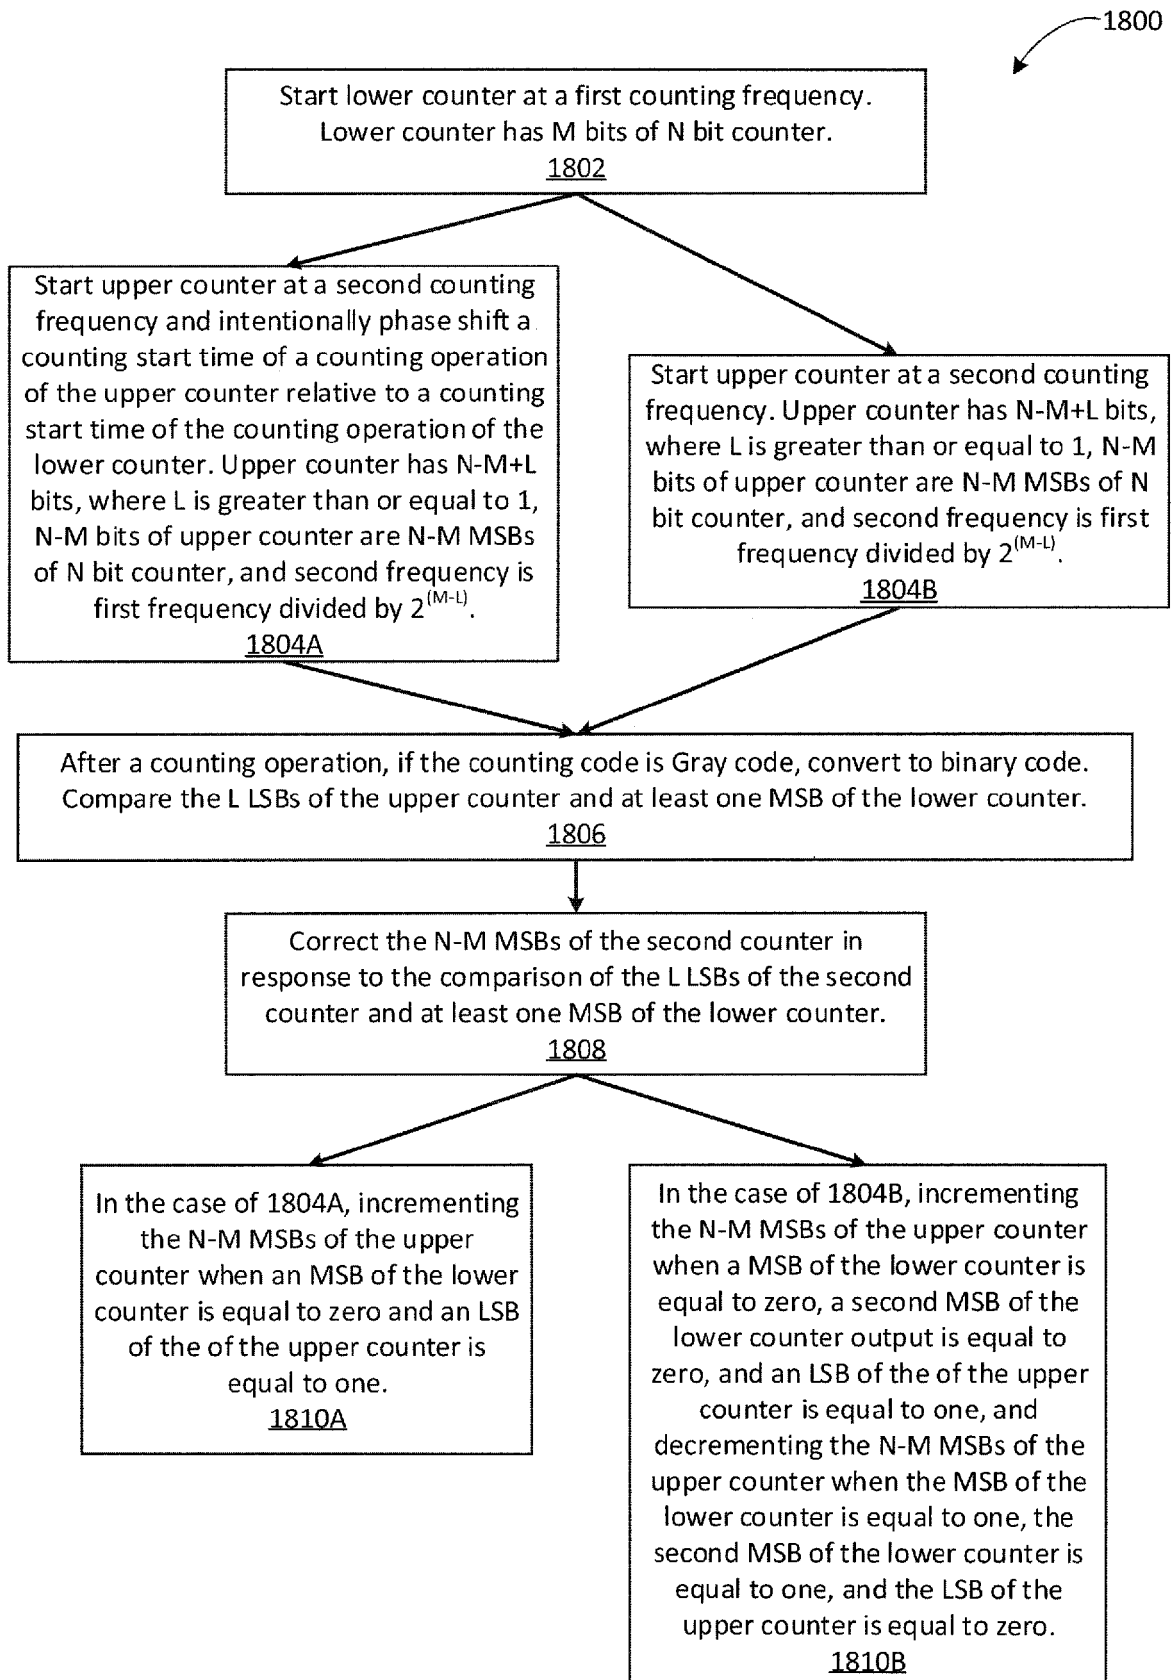 1800
Start lower counter at a first counting frequency.
Lower counter has M bits of N bit counter.
1802
Start upper counter at a second counting
frequency and intentionally phase shift a
counting start time of a counting operation
of the upper counter relative to a counting
start time of the counting operation of the
lower counter. Upper counter has N-M+L
bits, where L is greater than or equal to 1,
N-M bits of upper counter are N-M MSBs
of N bit counter, and second frequency is
first frequency divided by 2^(M-L).
1804A
Start upper counter at a second counting
frequency. Upper counter has N-M+L bits,
where L is greater than or equal to 1, N-M
bits of upper counter are N-M MSBs of N
bit counter, and second frequency is first
frequency divided by 2^(M-L).
1804B
After a counting operation, if the counting code is Gray code, convert to binary code.
Compare the L LSBs of the upper counter and at least one MSB of the lower counter.
1806
Correct the N-M MSBs of the second counter in
response to the comparison of the L LSBs of the second
counter and at least one MSB of the lower counter.
1808
In the case of 1804A, incrementing
the N-M MSBs of the upper
counter when an MSB of the lower
counter is equal to zero and an LSB
of the of the upper counter is
equal to one.
1810A
In the case of 1804B, incrementing
the N-M MSBs of the upper counter
when a MSB of the lower counter is
equal to zero, a second MSB of the
lower counter output is equal to
zero, and an LSB of the of the upper
counter is equal to one, and
decrementing the N-M MSBs of the
upper counter when the MSB of the
lower counter is equal to one, the
second MSB of the lower counter is
equal to one, and the LSB of the
upper counter is equal to zero.
1810B